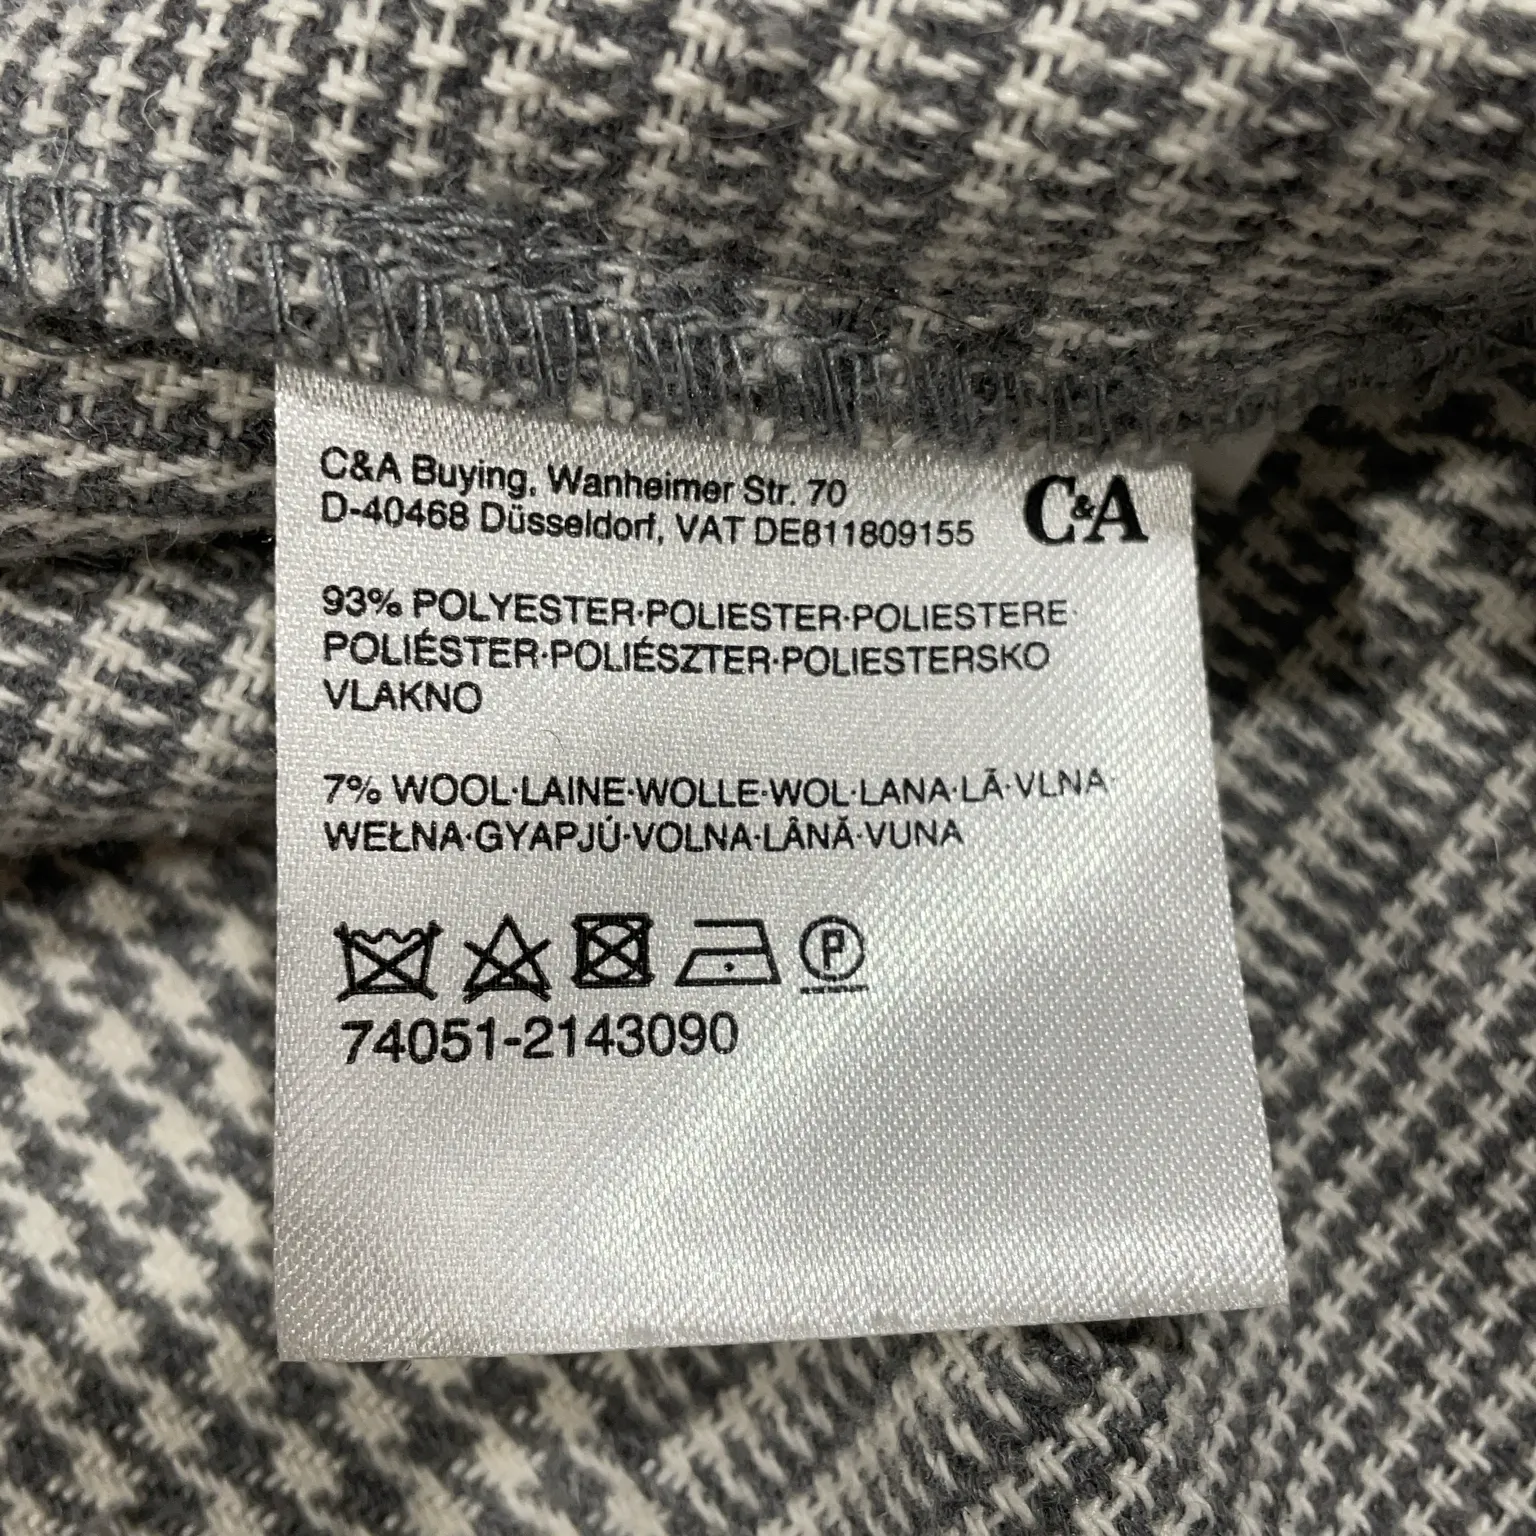 C&A Buying, Wanheimer Str. 70
D-40468 Düsseldorf, VAT DE811809155
C&A
93% POLYESTER·POLIESTER·POLIESTERE·
POLIÉSTER·POLIÉSZTER·POLIESTERSKO
VLAKNO
7% WOOL·LAINE·WOLLE·WOL·LANA·LÃ·VLNA·
WEŁNA·GYAPJÚ·VOLNA·LÂNĂ·VUNA
P
74051-2143090